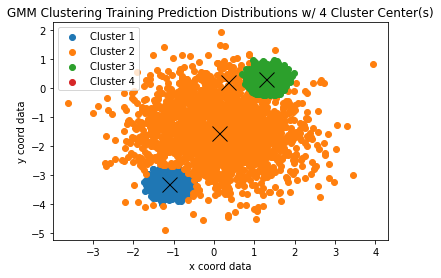 GMM Clustering Training Prediction Distributions w/ 4 Cluster Center(s)
Cluster 1
Cluster 2
Cluster 3
Cluster 4
2
1
0
−1
−2
−3
−4
−5
y coord data
−3
−2
−1
0
1
2
3
4
x coord data